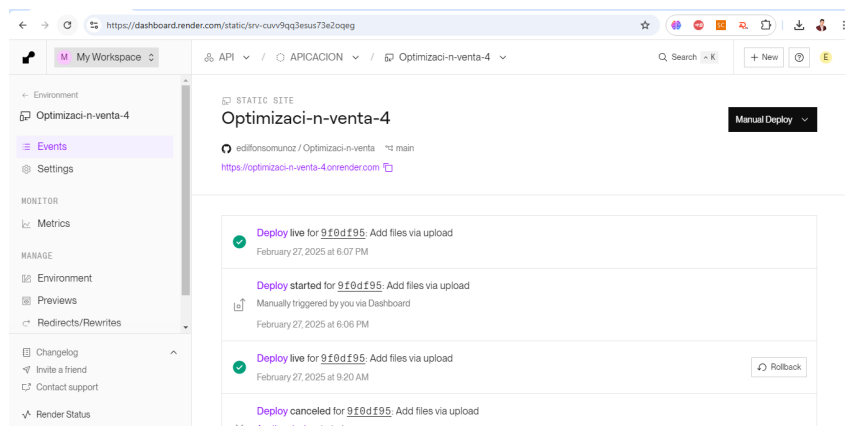 https://dashboard.render.com/static/srv-cuvv9qq3esus73e2oqeg
M My Workspace
API / APICACION / Optimizaci-n-venta-4
Search ^ K
+ New
E
← Environment
Optimizaci-n-venta-4
Events
Settings
MONITOR
Metrics
MANAGE
Environment
Previews
Redirects/Rewrites
Changelog
Invite a friend
Contact support
Render Status
STATIC SITE
Optimizaci-n-venta-4
Manual Deploy
edilfonsomunoz / Optimizaci-n-venta main
https://optimizaci-n-venta-4.onrender.com
Deploy live for 9f0df95: Add files via upload
February 27, 2025 at 6:07 PM
Deploy started for 9f0df95: Add files via upload
Manually triggered by you via Dashboard
February 27, 2025 at 6:06 PM
Deploy live for 9f0df95: Add files via upload
February 27, 2025 at 9:20 AM
Rollback
Deploy canceled for 9f0df95: Add files via upload